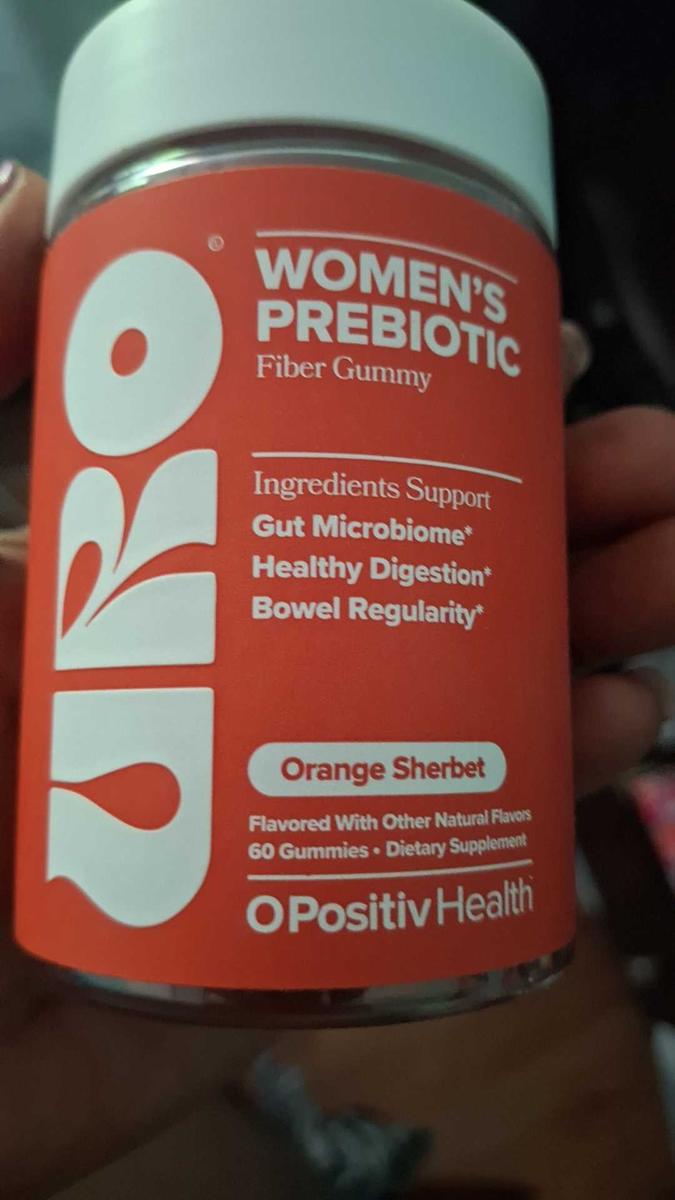 URO
WOMEN'S
PREBIOTIC
Fiber Gummy
Ingredients Support
Gut Microbiome*
Healthy Digestion*
Bowel Regularity*
Orange Sherbet
Flavored With Other Natural Flavors
60 Gummies • Dietary Supplement
OPositiv Health